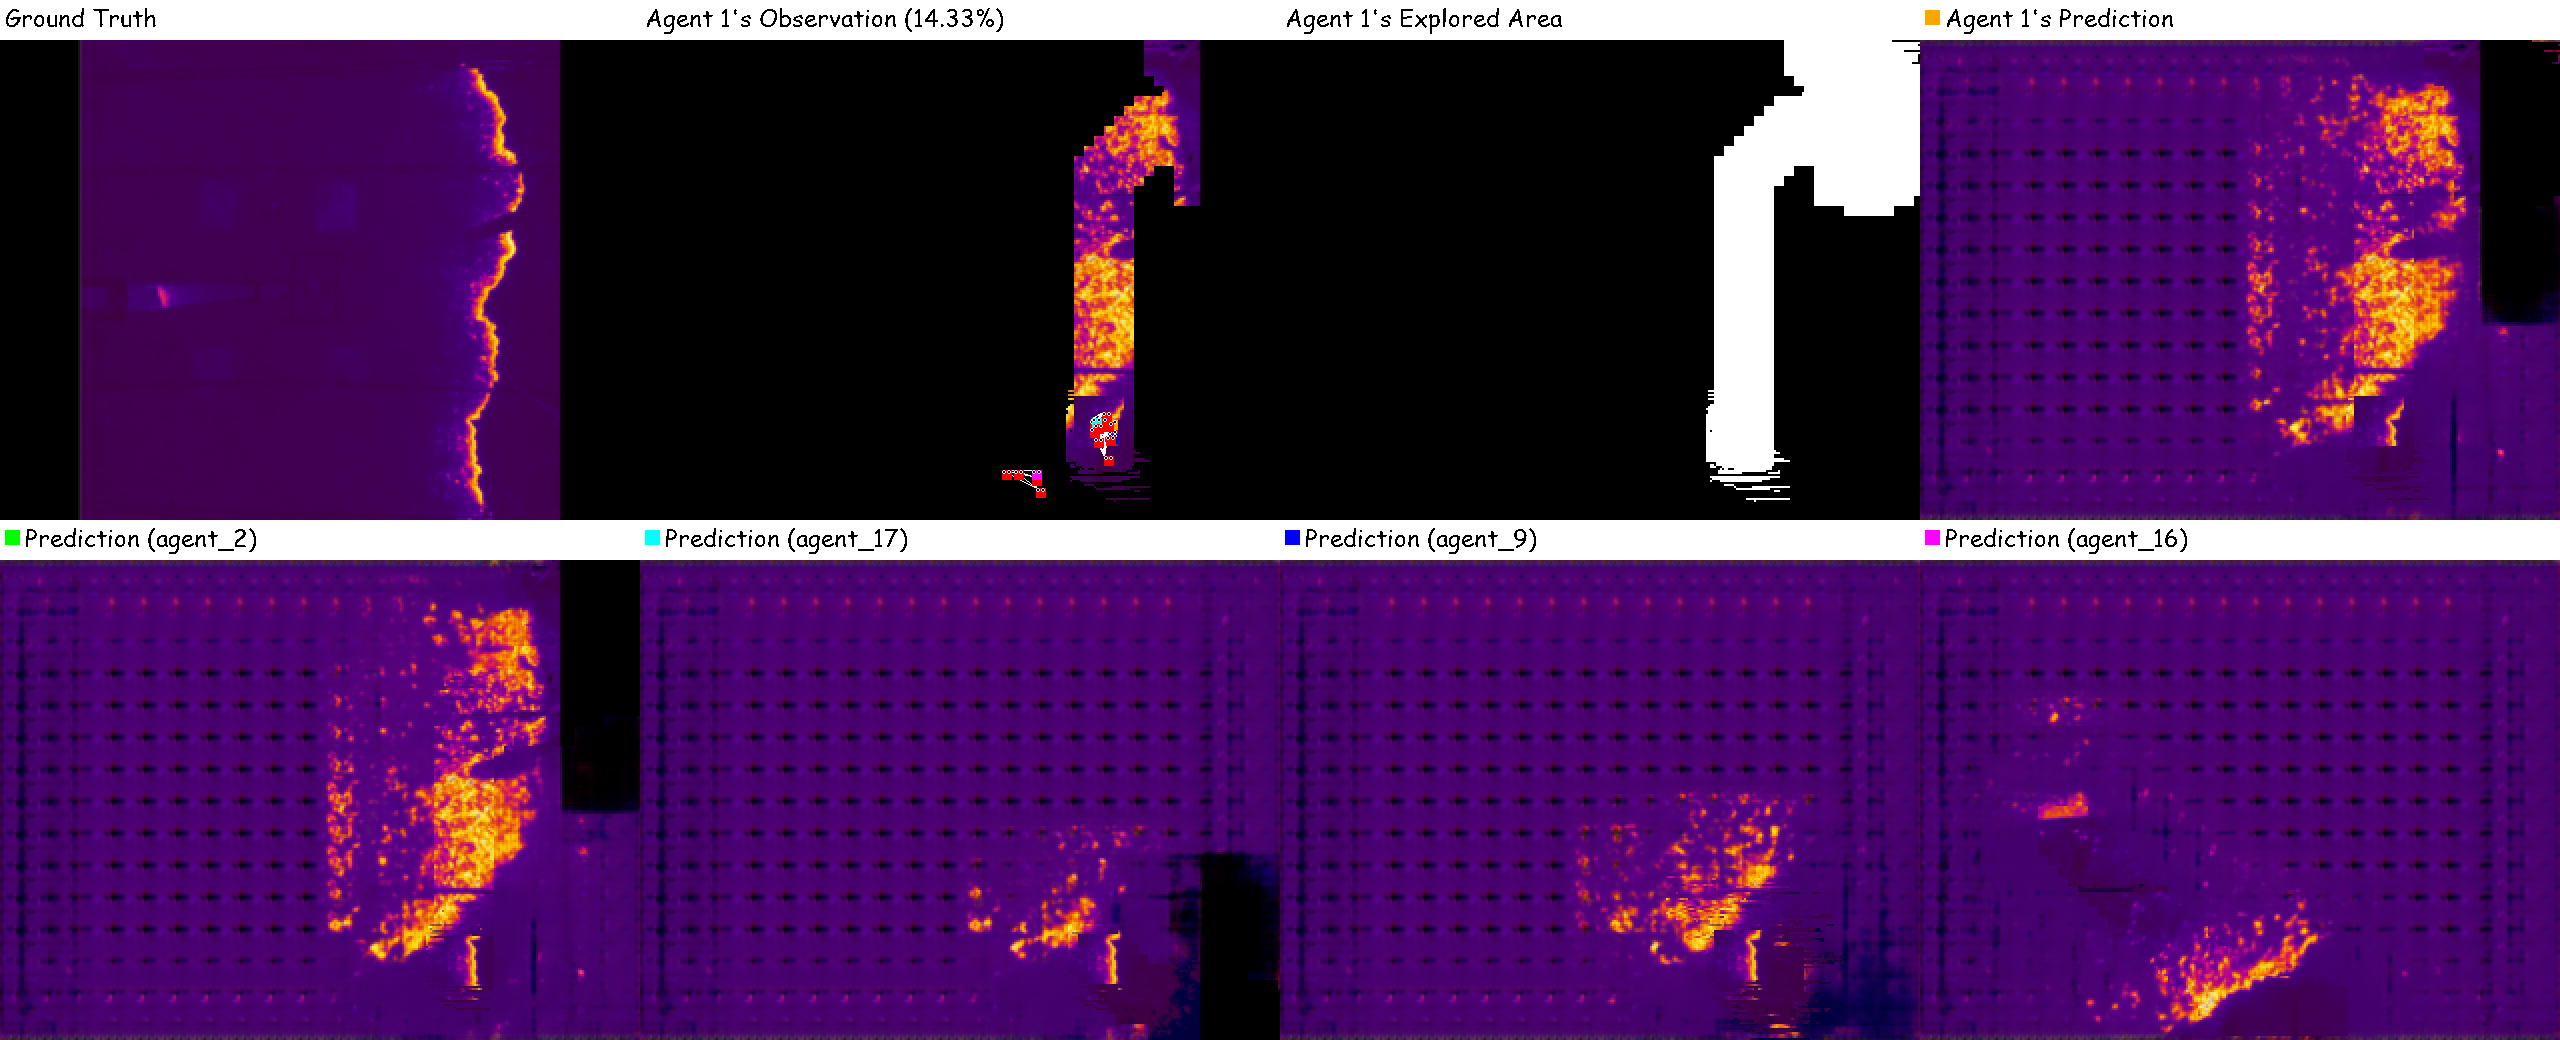 Ground Truth
Agent 1's Observation (14.33%)
Agent 1's Explored Area
Agent 1's Prediction
Prediction (agent_2)
Prediction (agent_17)
Prediction (agent_9)
Prediction (agent_16)